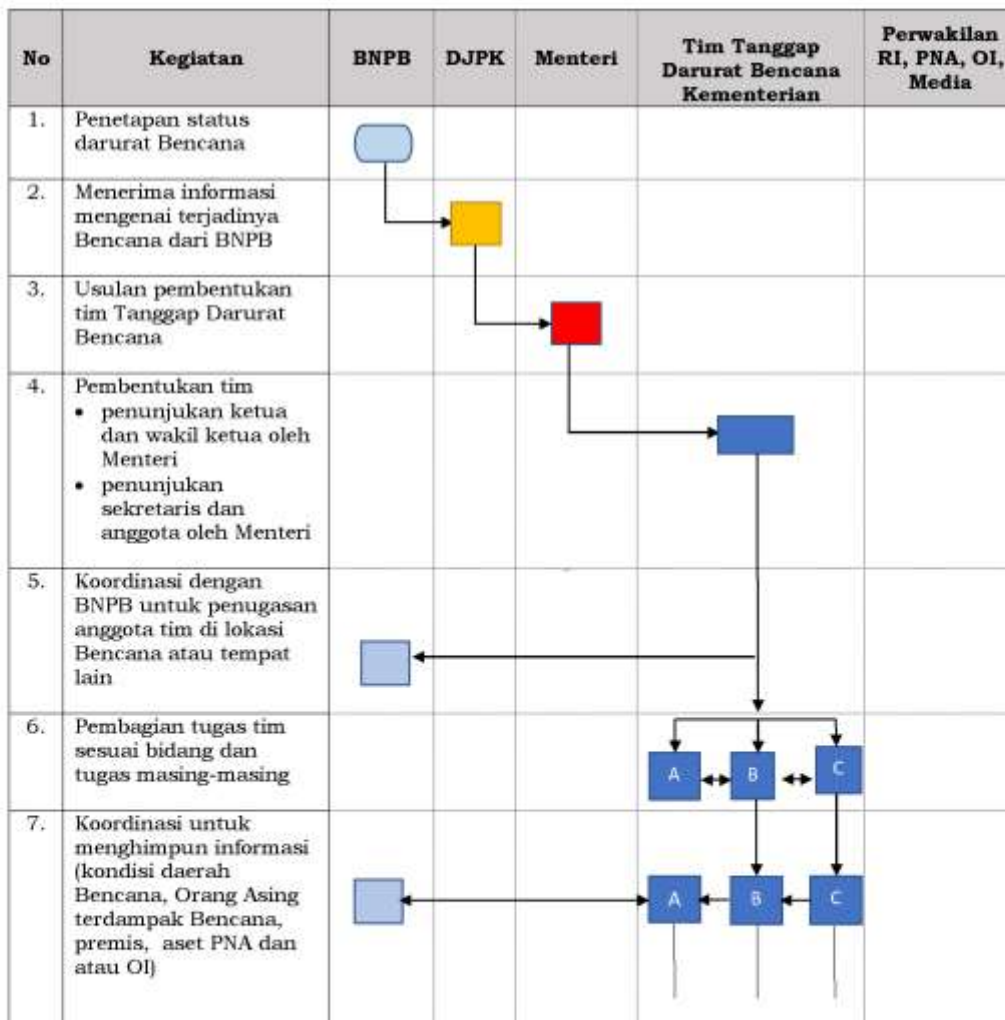 No
Kegiatan
BNPB
DJPK
Menteri
Tim Tanggap
Darurat Bencana
Kementerian
Perwakilan
RI, PNA, OI,
Media
1.
Penetapan status
darurat Bencana
2.
Menerima informasi
mengenai terjadinya
Bencana dari BNPB
3.
Usulan pembentukan
tim Tanggap Darurat
Bencana
4.
Pembentukan tim
• penunjukan ketua
dan wakil ketua oleh
Menteri
• penunjukan
sekretaris dan
anggota oleh Menteri
5.
Koordinasi dengan
BNPB untuk penugasan
anggota tim di lokasi
Bencana atau tempat
lain
6.
Pembagian tugas tim
sesuai bidang dan
tugas masing-masing
A
B
C
7.
Koordinasi untuk
menghimpun informasi
(kondisi daerah
Bencana, Orang Asing
terdampak Bencana,
premis, aset PNA dan
atau OI)
A
B
C